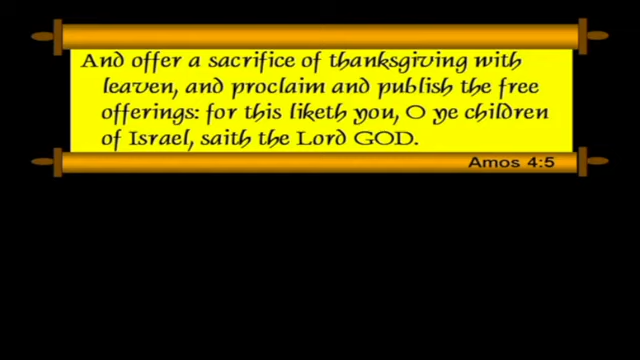 And offer a sacrifice of thanksgiving with
leaven, and proclaim and publish the free
offerings: for this liketh you, O ye children
of Israel, saith the Lord GOD.
Amos 4:5